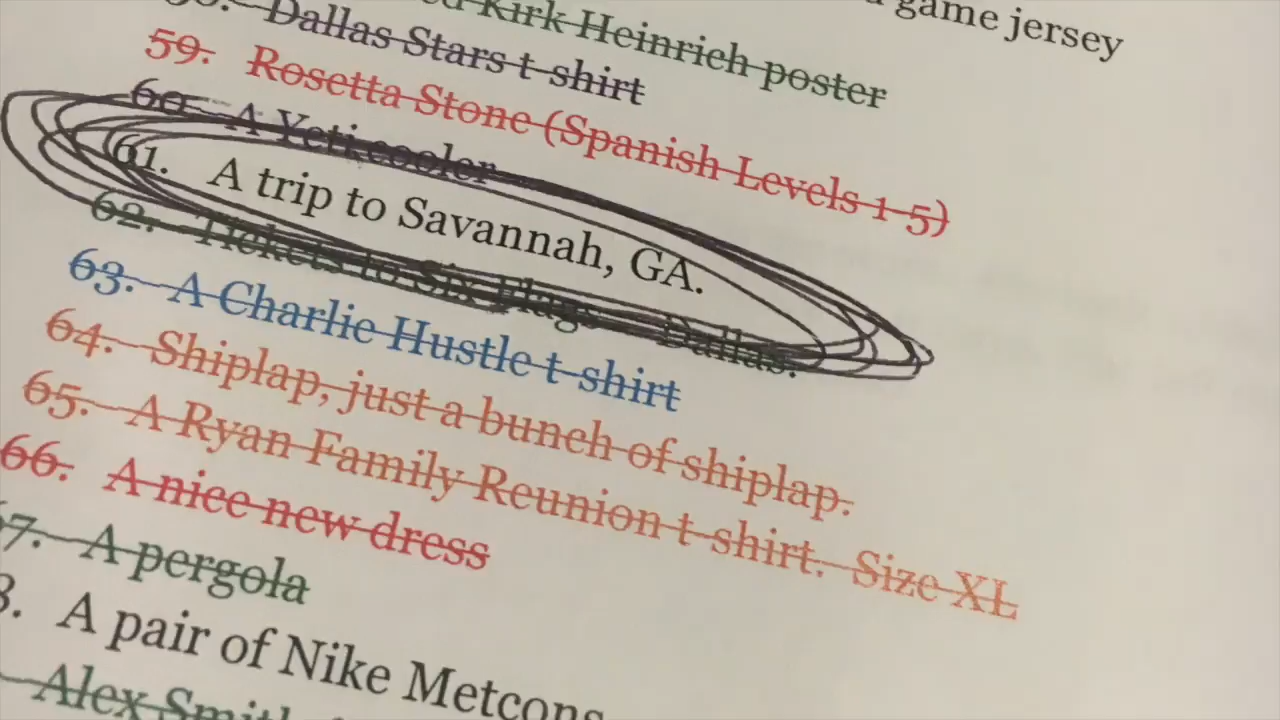 game jersey
Kirk Heinrich poster
Dallas Stars t-shirt
59. Rosetta Stone (Spanish Levels 1-5)
60. A Yeti cooler
61. A trip to Savannah, GA.
62. Tickets to Six Flags - Dallas.
63. A Charlie Hustle t-shirt
64. Shiplap, just a bunch of shiplap.
65. A Ryan Family Reunion t-shirt. Size XL
66. A nice new dress
67. A pergola
8. A pair of Nike Metcons
Alex Smith